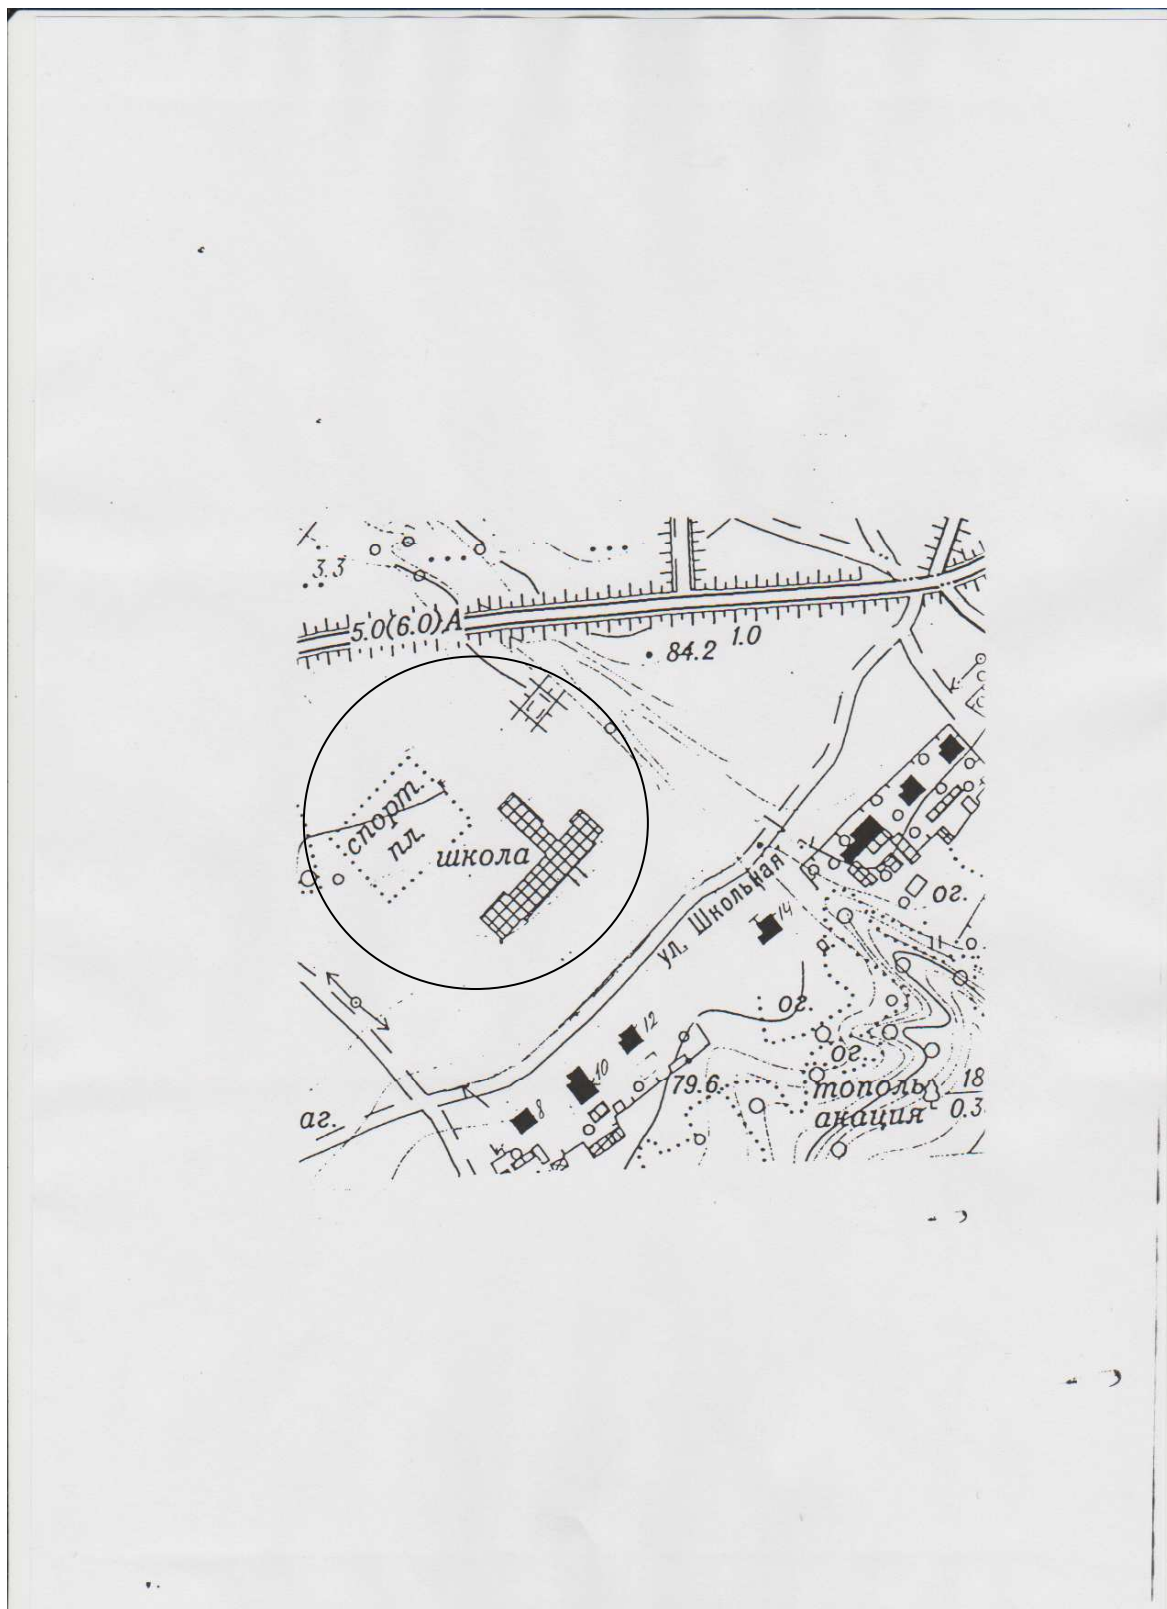 3.3
5.0(6.0)А
84.2
1.0
спорт.
пл.
школа
ул. Школьная
14
ог.
12
ог.
ог.
10
79.6
8
тополь
акация
18
0.3
аг.